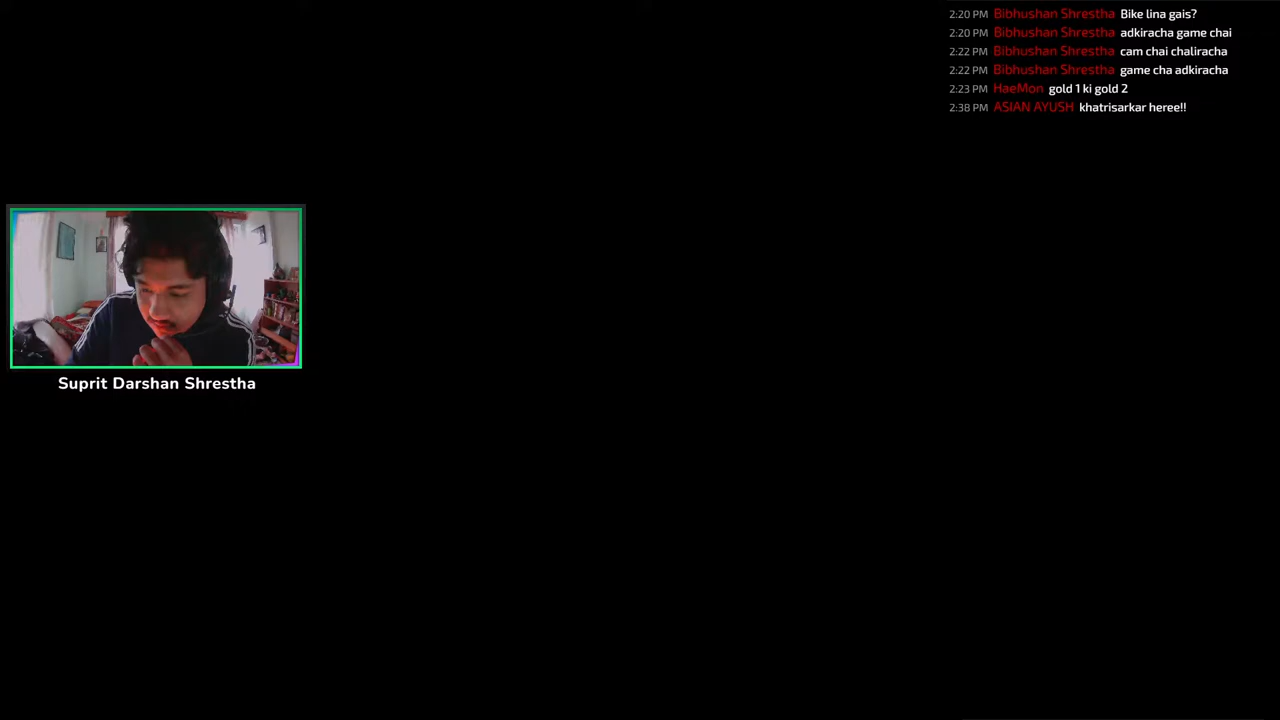 2:20 PM Bibhushan Shrestha Bike lina gais?
2:20 PM Bibhushan Shrestha adkiracha game chai
2:22 PM Bibhushan Shrestha cam chai chaliracha
2:22 PM Bibhushan Shrestha game cha adkiracha
2:23 PM HaeMon gold 1 ki gold 2
2:38 PM ASIAN AYUSH khatrisarkar heree!!
Suprit Darshan Shrestha